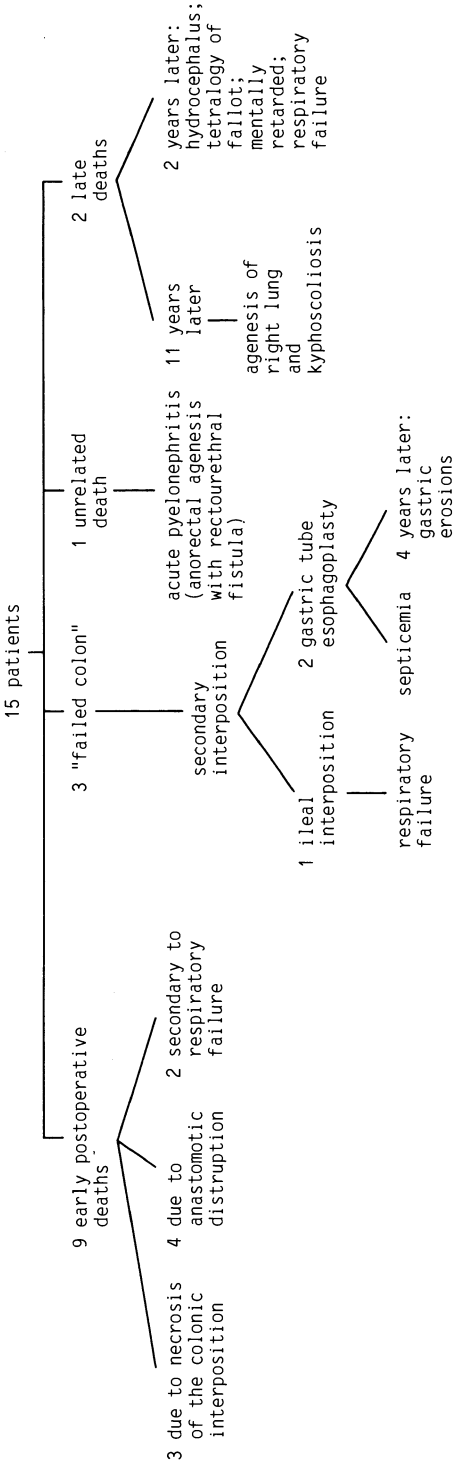 15 patients
9 early postoperative
deaths
3 due to necrosis
of the colonic
interposition
4 due to
anastomotic
distruption
2 secondary to
respiratory
failure
3 "failed colon"
secondary
interposition
1 ileal
interposition
respiratory
failure
2 gastric tube
esophagoplasty
septicemia
4 years later:
gastric
erosions
1 unrelated
death
acute pyelonephritis
(anorectal agenesis
with rectourethral
fistula)
2 late
deaths
11 years
later
agenesis of
right lung
and
kyphoscoliosis
2 years later:
hydrocephalus;
tetralogy of
fallot;
mentally
retarded;
respiratory
failure